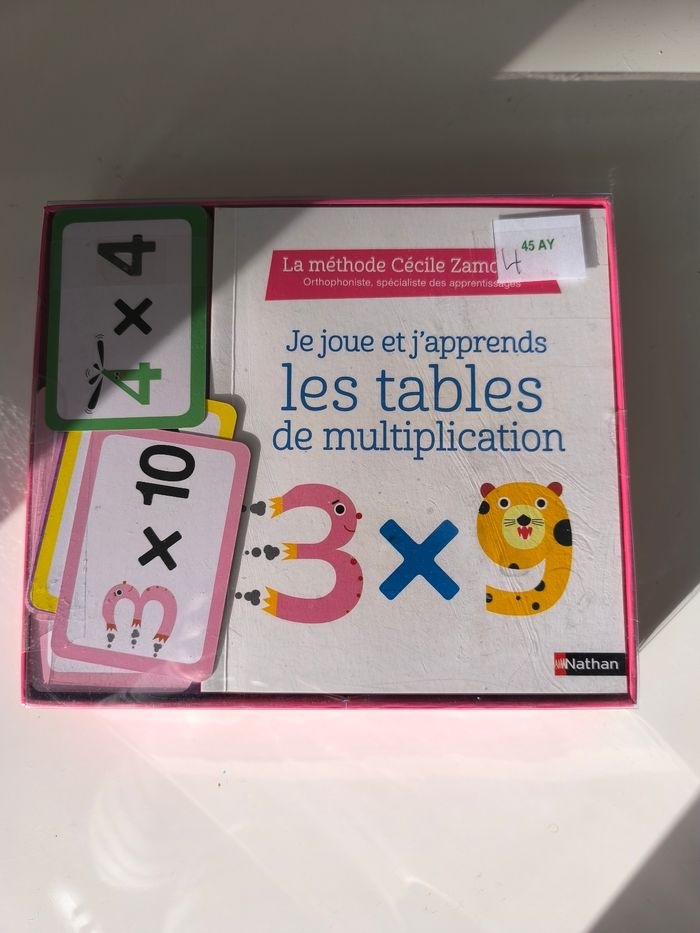 4 × 4
3 × 10
45 AY
4
La méthode Cécile
Orthophoniste, spécialiste des apprentissages
Je joue et j'apprends
les tables
de multiplication
3 × 9
Nathan